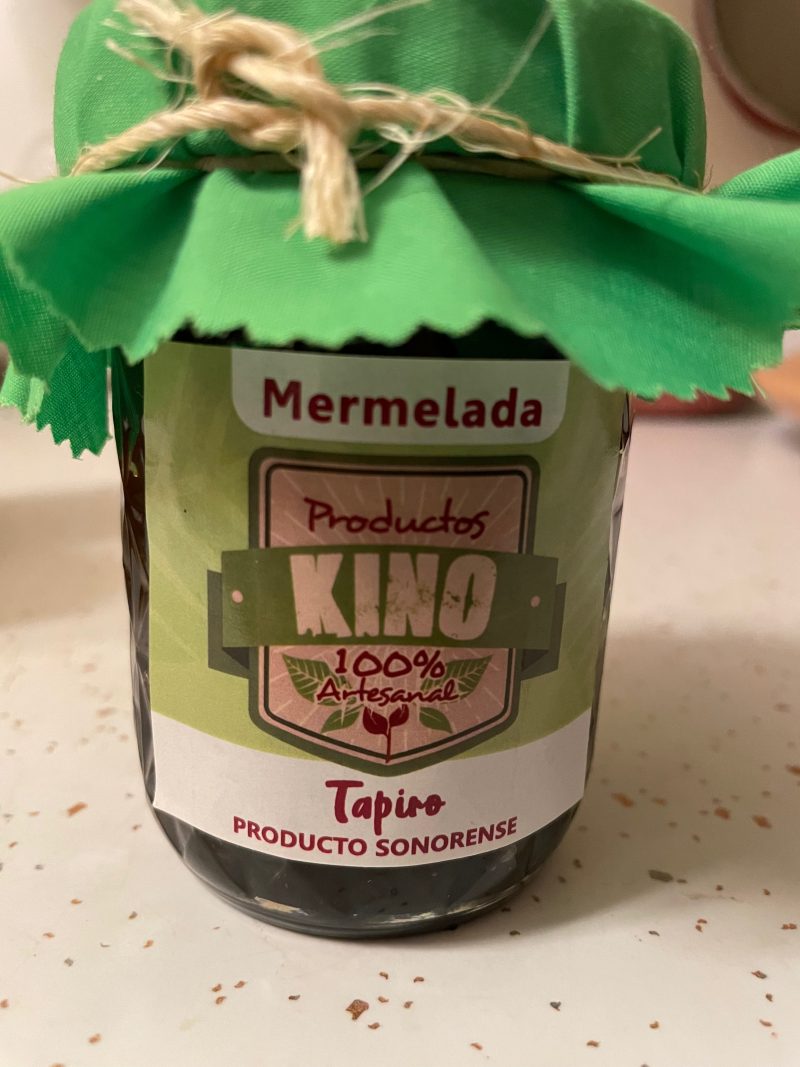 Mermelada
Productos
KINO
100%
Artesanal
Tapiro
PRODUCTO SONORENSE